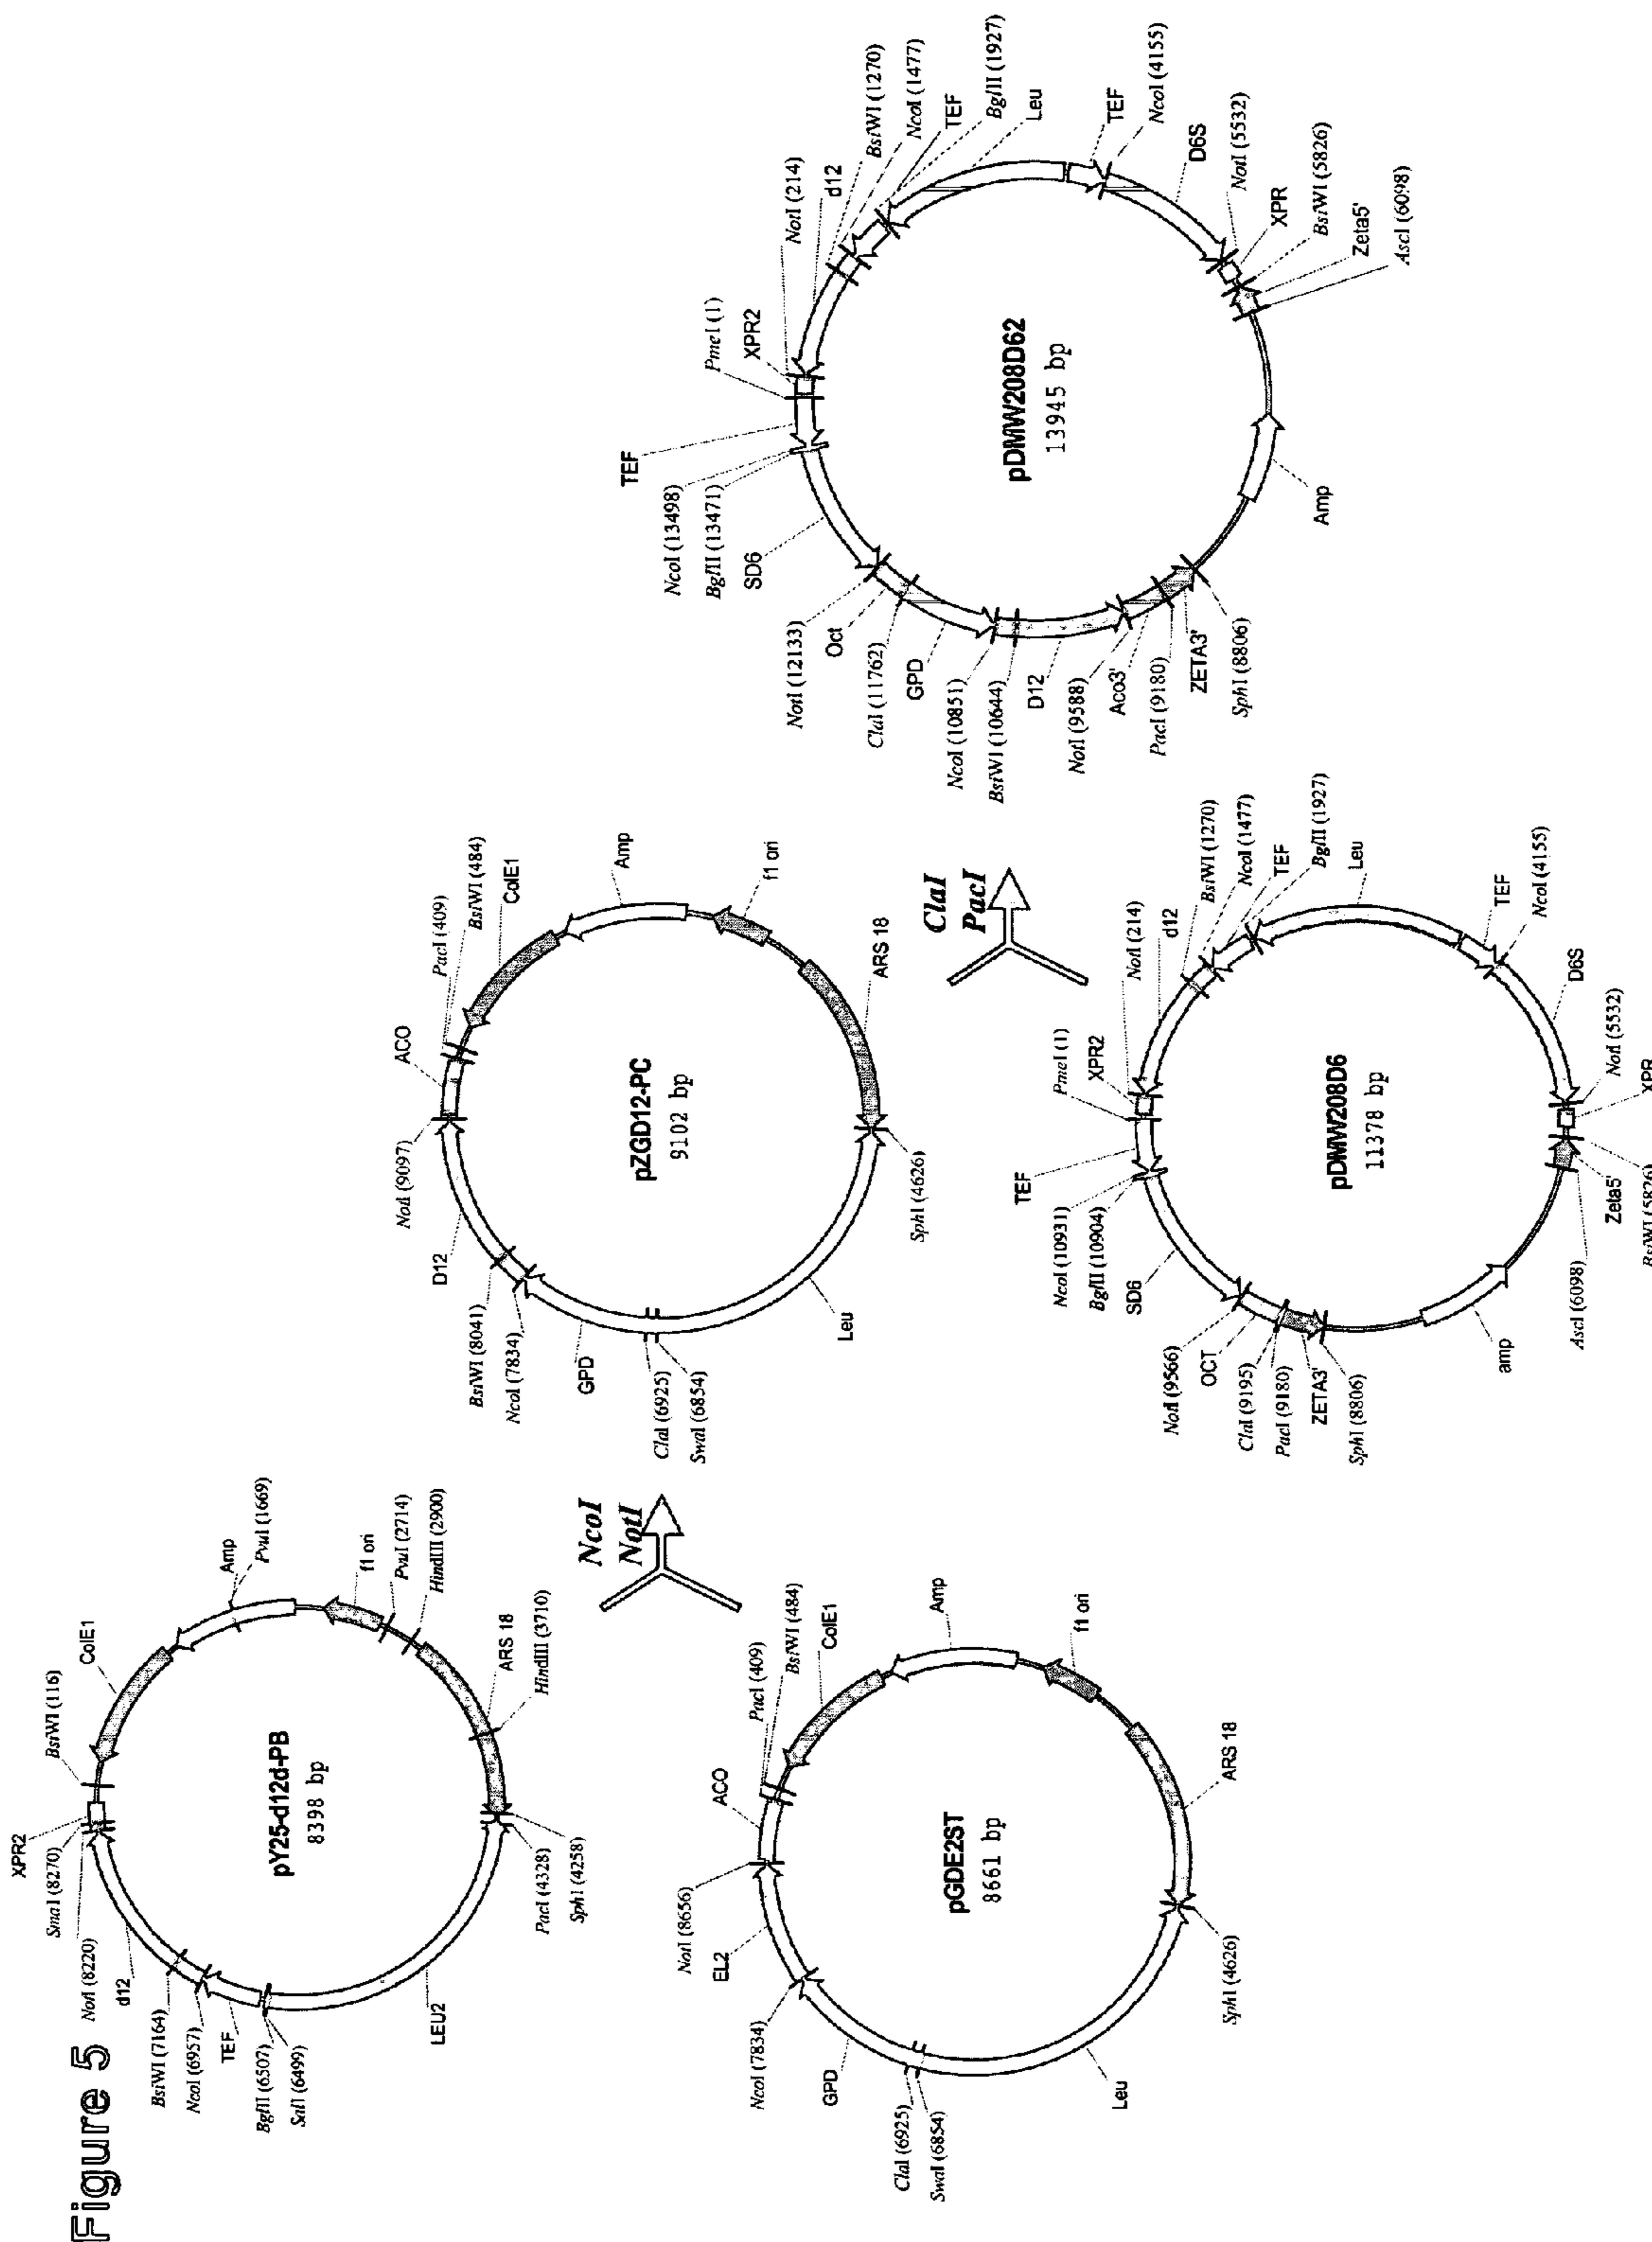 Figure 5
XPR2
SmaI (8270)
NotI (8220)
d12
BsiWI (7164)
NcoI (6957)
TEF
BglII (6507)
SalI (6499)
LEU2
PacI (4328)
SphI (4258)
HindIII (3710)
ARS 18
HindIII (2900)
PvuI (2714)
f1 ori
PvuI (1669)
Amp
ColE1
BsiWI (116)
pY25-d12d-PB
8398 bp
ACO
NotI (8656)
EL2
NcoI (7834)
GPD
ClaI (6925)
SwaI (6854)
Leu
SphI (4626)
ARS 18
f1 ori
Amp
ColE1
BsiWI (484)
PacI (409)
pGDE2ST
8661 bp
NcoI
NotI
ACO
NotI (9097)
D12
BsiWI (8041)
NcoI (7834)
GPD
ClaI (6925)
SwaI (6854)
Leu
SphI (4626)
ARS 18
f1 ori
Amp
ColE1
BsiWI (484)
PacI (409)
pZGD12-PC
9102 bp
TEF
NcoI (10931)
BglII (10904)
SD6
NotI (9566)
OCT
ClaI (9195)
PacI (9180)
ZETA3'
SphI (8806)
amp
AscI (6098)
Zeta5'
BsiWI (5826)
XPR
NotI (5532)
D6S
NcoI (4155)
TEF
Leu
BglII (1927)
TEF
NcoI (1477)
BsiWI (1270)
d12
NotI (214)
XPR2
PmeI (1)
pDMW208D6
11378 bp
ClaI
PacI
TEF
NcoI (13498)
BglII (13471)
SD6
NotI (12133)
Oct
ClaI (11762)
GPD
NcoI (10851)
BsiWI (10644)
D12
NotI (9588)
Aco3'
PacI (9180)
ZETA3'
SphI (8806)
Amp
AscI (6098)
Zeta5'
BsiWI (5826)
XPR
NotI (5532)
D6S
NcoI (4155)
TEF
Leu
BglII (1927)
TEF
NcoI (1477)
BsiWI (1270)
d12
NotI (214)
XPR2
PmeI (1)
pDMW208D62
13945 bp